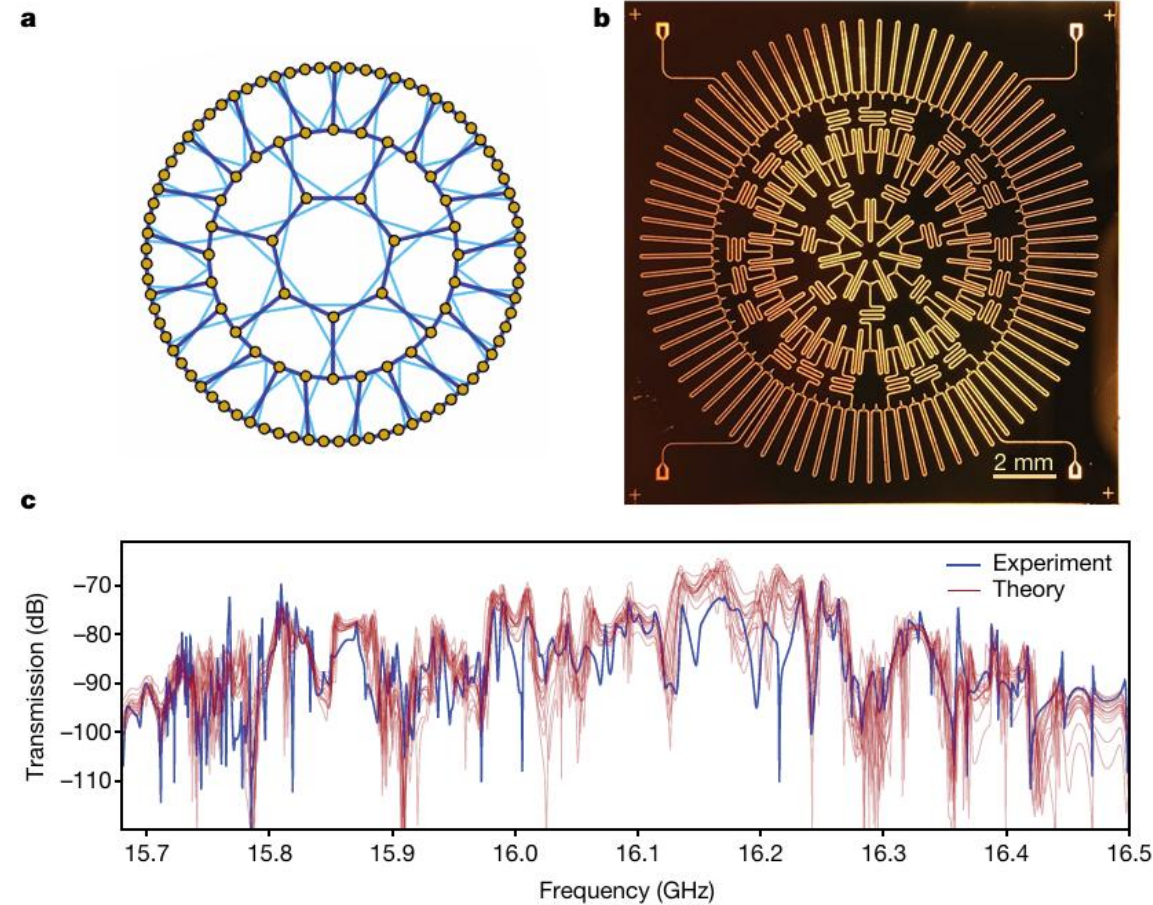 a
b
2 mm
c
Experiment
Theory
Transmission (dB)
−70
−80
−90
−100
−110
15.7 15.8 15.9 16.0 16.1 16.2 16.3 16.4 16.5
Frequency (GHz)